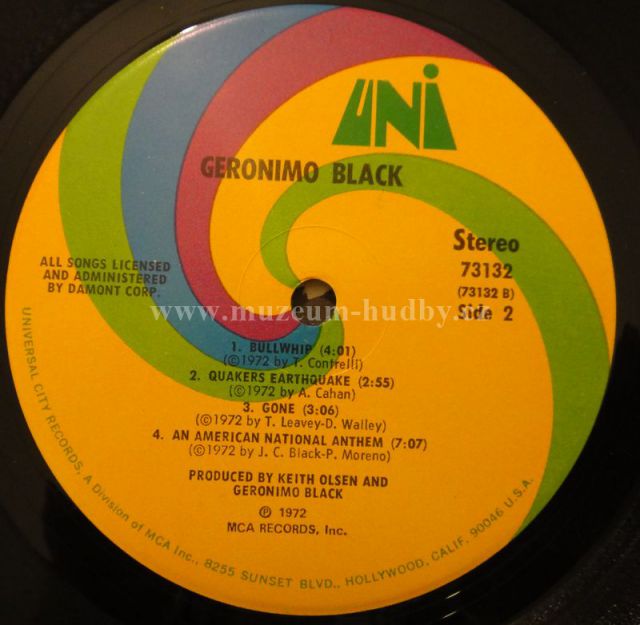 UNi
GERONIMO BLACK
Stereo
73132
(73132 B)
Side 2
ALL SONGS LICENSED
AND ADMINISTERED
BY DAMONT CORP.
www.muzeum-hudby.
1. BULLWHIP (4:01)
(©1972 by T. Contrelli)
2. QUAKERS EARTHQUAKE (2:55)
(©1972 by A. Cahan)
3. GONE (3:06)
(©1972 by T. Leavey-D. Walley)
4. AN AMERICAN NATIONAL ANTHEM (7:07)
(©1972 by J. C. Black-P. Moreno)
PRODUCED BY KEITH OLSEN AND
GERONIMO BLACK
℗ 1972
MCA RECORDS, Inc.
UNIVERSAL CITY RECORDS, A Division of MCA Inc., 8255 SUNSET BLVD., HOLLYWOOD, CALIF. 90046 U.S.A.